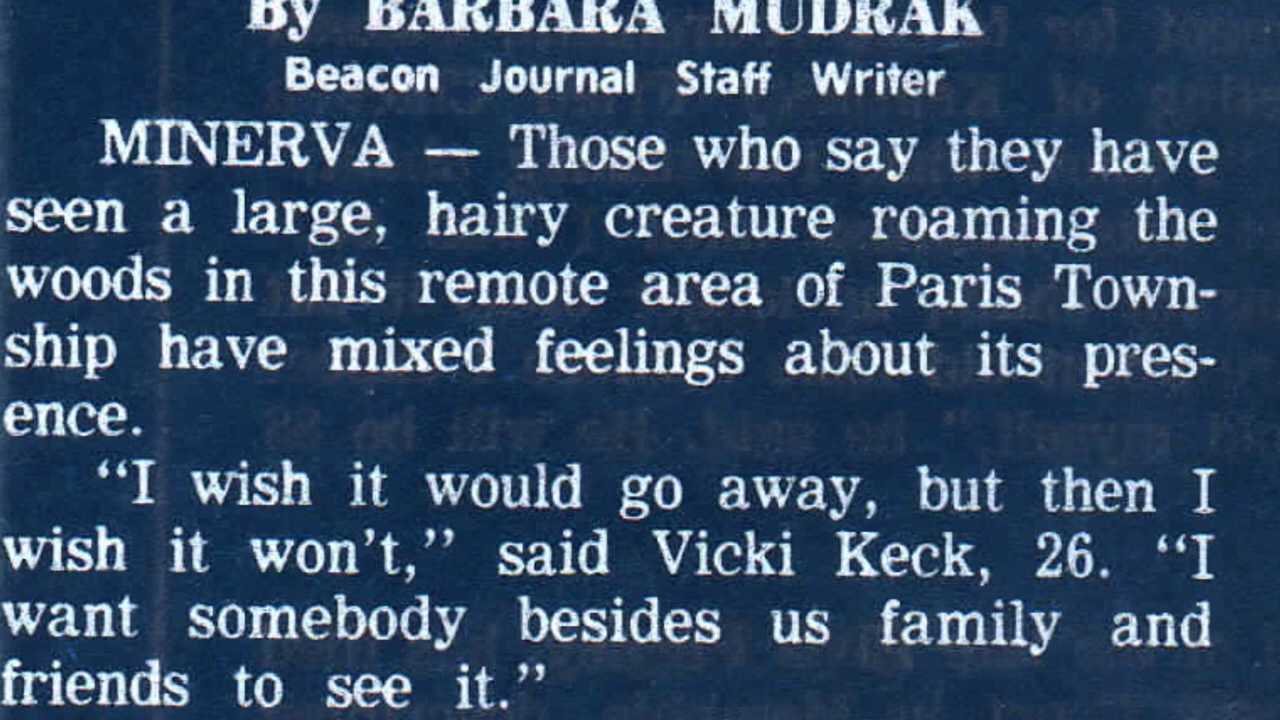 By BARBARA MUDRAK
Beacon Journal Staff Writer
MINERVA — Those who say they have
seen a large, hairy creature roaming the
woods in this remote area of Paris Town-
ship have mixed feelings about its pres-
ence.
“I wish it would go away, but then I
wish it won't,” said Vicki Keck, 26. “I
want somebody besides us family and
friends to see it.”